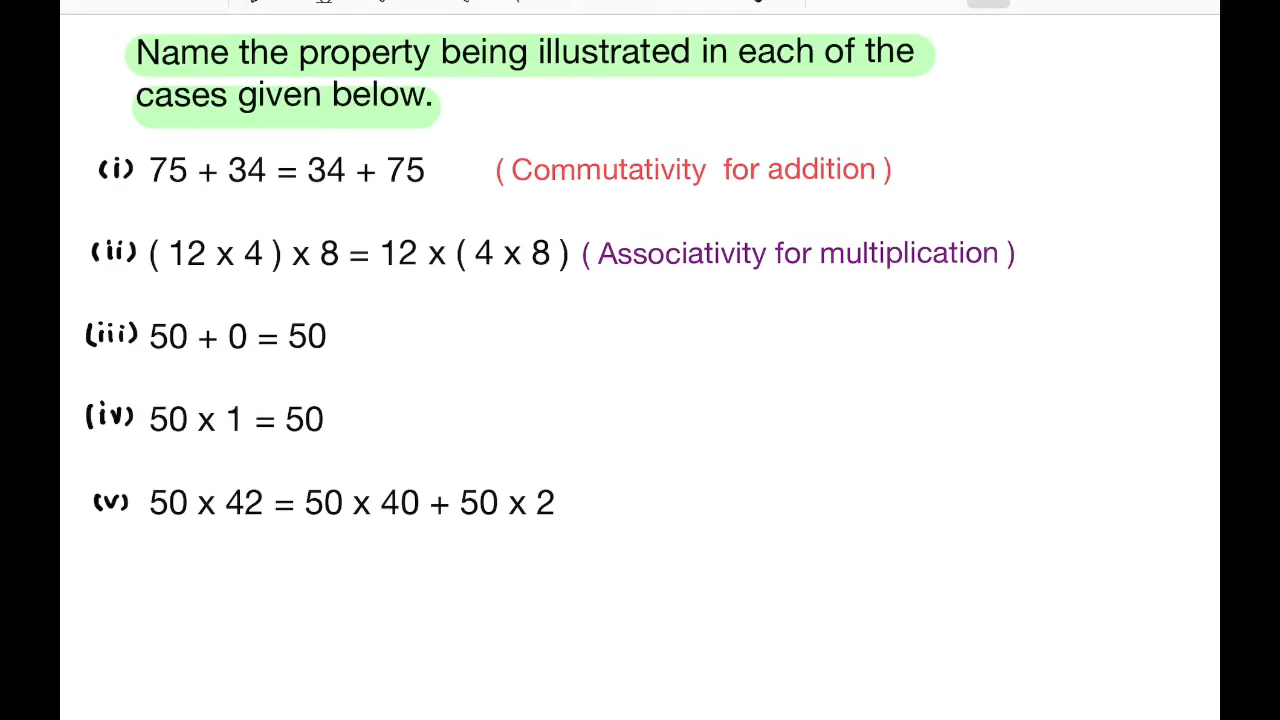 Name the property being illustrated in each of the
cases given below.
(i) 75 + 34 = 34 + 75 ( Commutativity for addition )
(ii) ( 12 x 4 ) x 8 = 12 x ( 4 x 8 ) ( Associativity for multiplication )
(iii) 50 + 0 = 50
(iv) 50 x 1 = 50
(v) 50 x 42 = 50 x 40 + 50 x 2